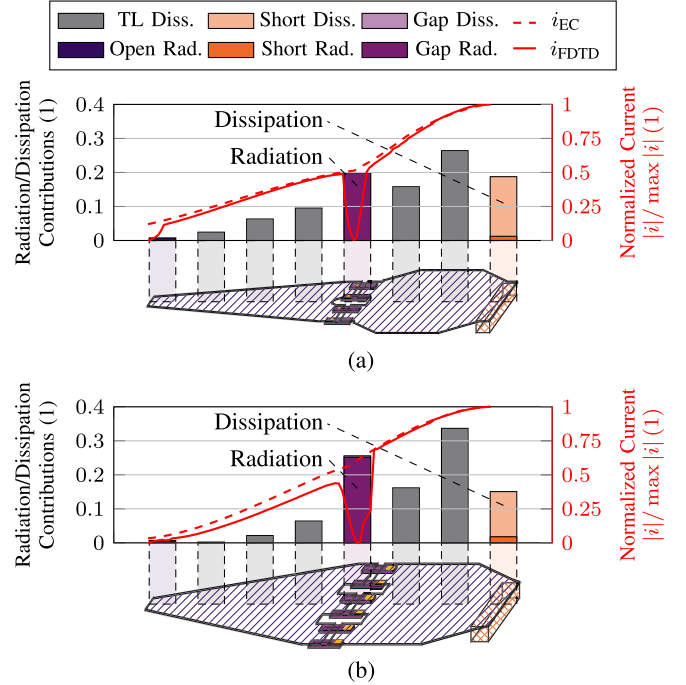 TL Diss. Short Diss. Gap Diss. i_EC
Open Rad. Short Rad. Gap Rad. i_FDTD
Radiation/Dissipation
Contributions (1)
0.4
0.3
0.2
0.1
0
Dissipation
Radiation
1
0.75
0.5
0.25
0
Normalized Current
|i|/ max |i| (1)
(a)
Radiation/Dissipation
Contributions (1)
0.4
0.3
0.2
0.1
0
Dissipation
Radiation
1
0.75
0.5
0.25
0
Normalized Current
|i|/ max |i| (1)
(b)